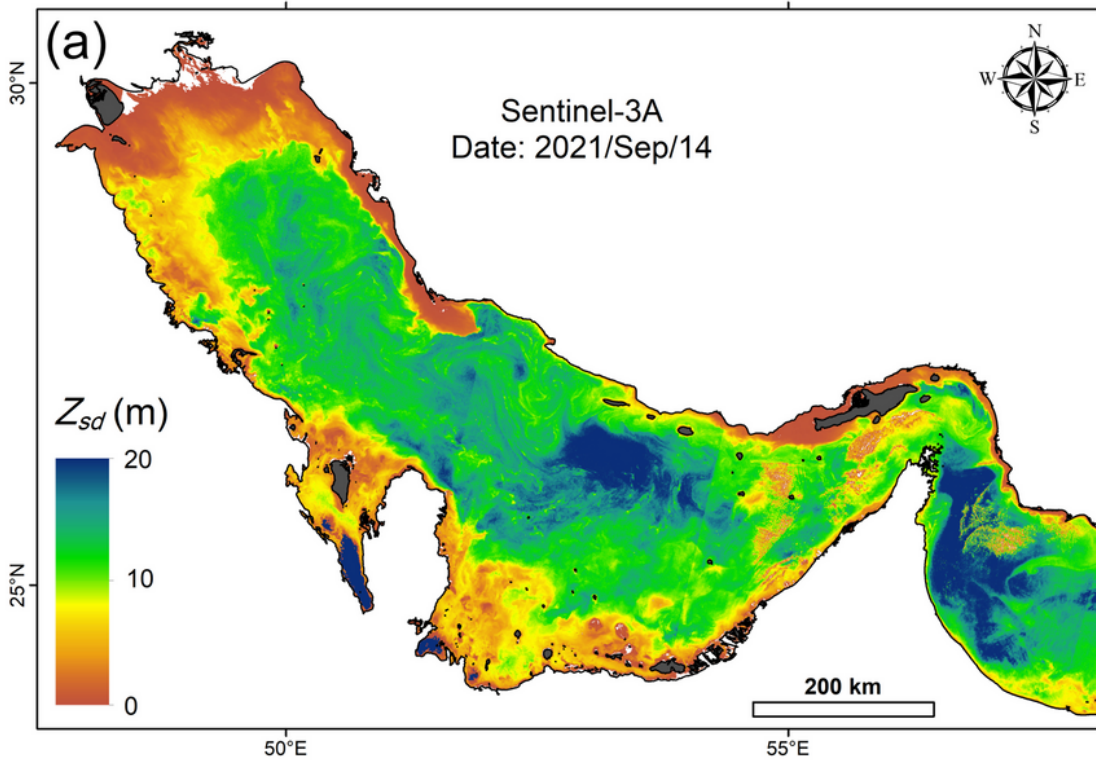 (a)
N
W E
S
Sentinel-3A
Date: 2021/Sep/14
30°N
25°N
Zsd (m)
20
10
0
200 km
50°E
55°E